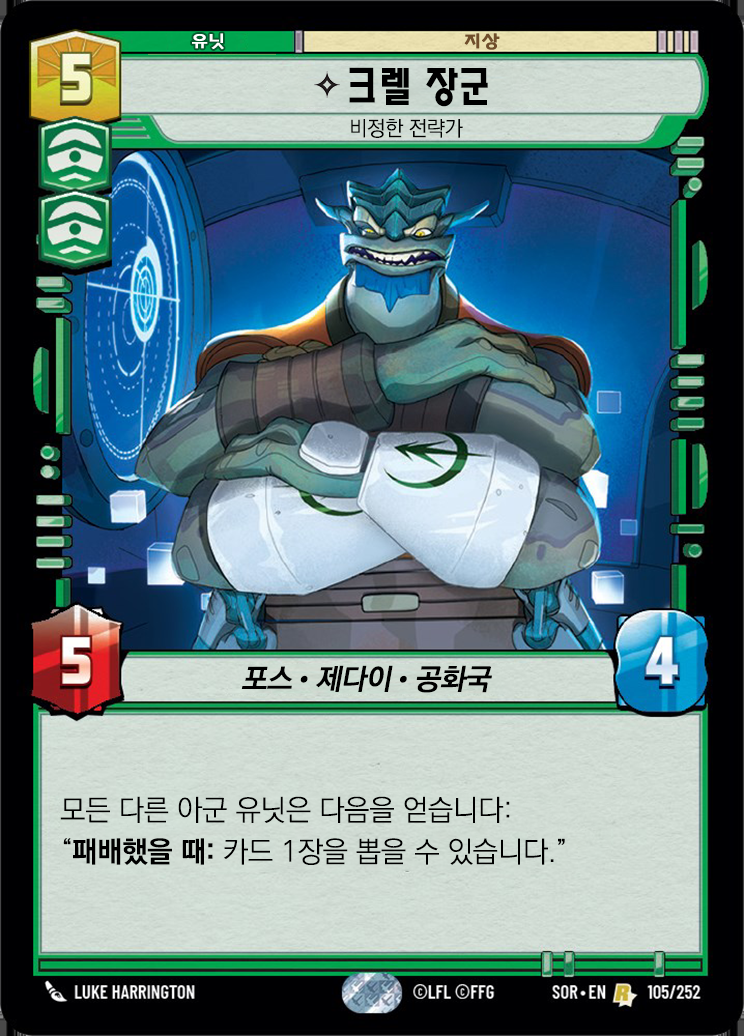 유닛
지상
5
✧크렐 장군
비정한 전략가
5
4
포스 • 제다이 • 공화국
모든 다른 아군 유닛은 다음을 얻습니다:
“패배했을 때: 카드 1장을 뽑을 수 있습니다.”
LUKE HARRINGTON
©LFL ©FFG
SOR • EN
R
105/252